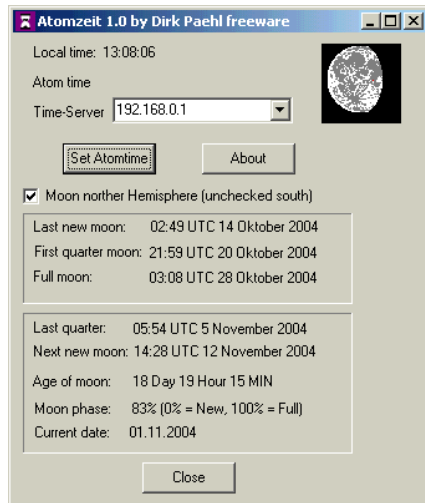 Atomzeit 1.0 by Dirk Paehl freeware
Local time: 13:08:06
Atom time
Time-Server 192.168.0.1
Set Atomtime About
Moon norther Hemisphere (unchecked south)
Last new moon: 02:49 UTC 14 Oktober 2004
First quarter moon: 21:59 UTC 20 Oktober 2004
Full moon: 03:08 UTC 28 Oktober 2004
Last quarter: 05:54 UTC 5 November 2004
Next new moon: 14:28 UTC 12 November 2004
Age of moon: 18 Day 19 Hour 15 MIN
Moon phase: 83% (0% = New, 100% = Full)
Current date: 01.11.2004
Close